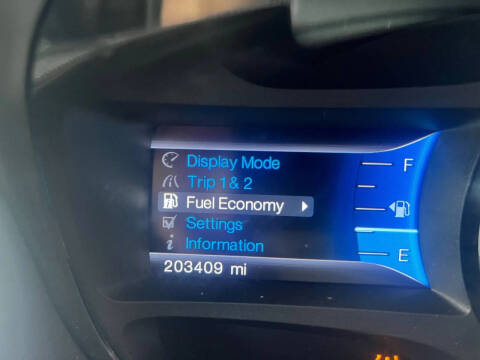 Display Mode
Trip 1 & 2
Fuel Economy
Settings
Information
203409 mi
F
E